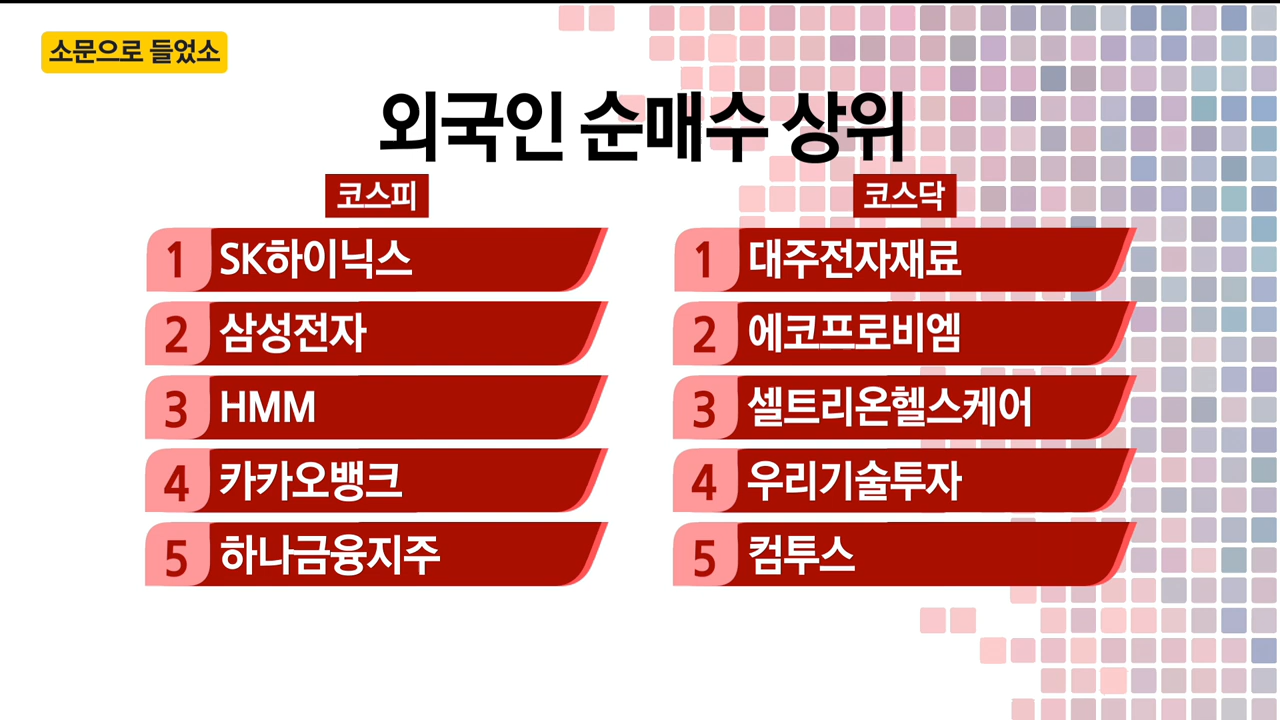 소문으로 들었소
외국인 순매수 상위
코스피
1 SK하이닉스
2 삼성전자
3 HMM
4 카카오뱅크
5 하나금융지주
코스닥
1 대주전자재료
2 에코프로비엠
3 셀트리온헬스케어
4 우리기술투자
5 컴투스